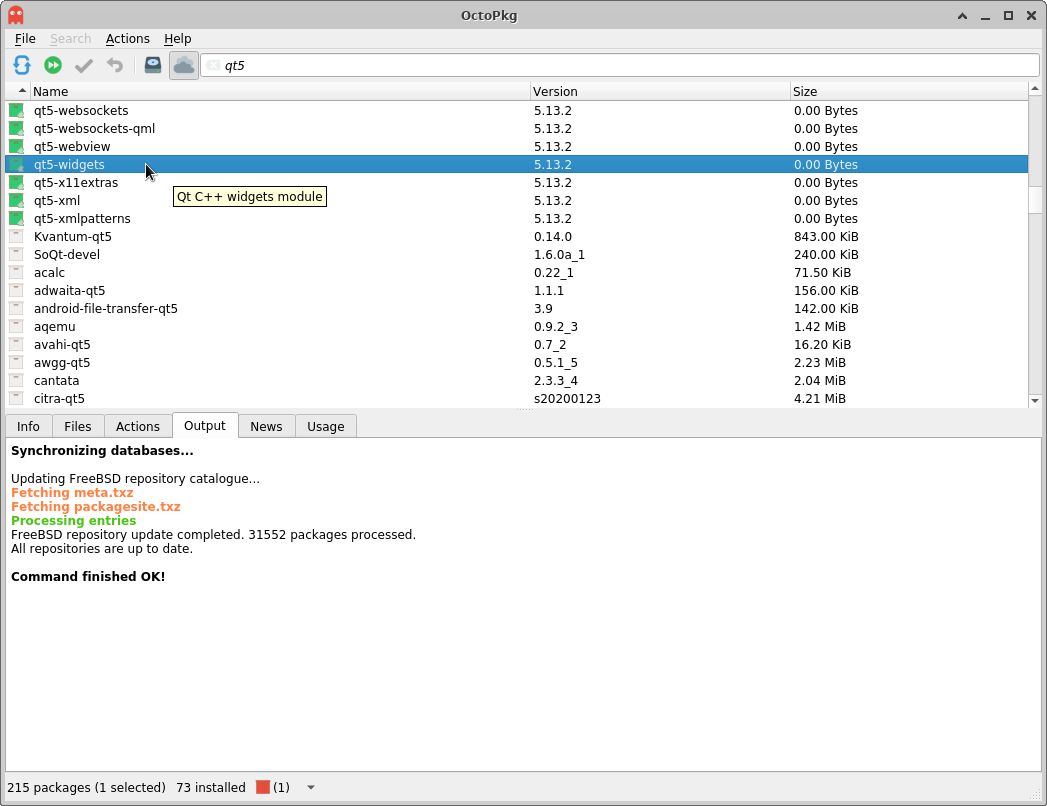 OctoPkg
File Search Actions Help
qt5
Name Version Size
qt5-websockets 5.13.2 0.00 Bytes
qt5-websockets-qml 5.13.2 0.00 Bytes
qt5-webview 5.13.2 0.00 Bytes
qt5-widgets 5.13.2 0.00 Bytes
qt5-x11extras 5.13.2 0.00 Bytes
Qt C++ widgets module
qt5-xml 5.13.2 0.00 Bytes
qt5-xmlpatterns 5.13.2 0.00 Bytes
Kvantum-qt5 0.14.0 843.00 KiB
SoQt-devel 1.6.0a_1 240.00 KiB
acalc 0.22_1 71.50 KiB
adwaita-qt5 1.1.1 156.00 KiB
android-file-transfer-qt5 3.9 142.00 KiB
aqemu 0.9.2_3 1.42 MiB
avahi-qt5 0.7_2 16.20 KiB
awgg-qt5 0.5.1_5 2.23 MiB
cantata 2.3.3_4 2.04 MiB
citra-qt5 s20200123 4.21 MiB
Info Files Actions Output News Usage
Synchronizing databases...
Updating FreeBSD repository catalogue...
Fetching meta.txz
Fetching packagesite.txz
Processing entries
FreeBSD repository update completed. 31552 packages processed.
All repositories are up to date.
Command finished OK!
215 packages (1 selected) 73 installed (1)